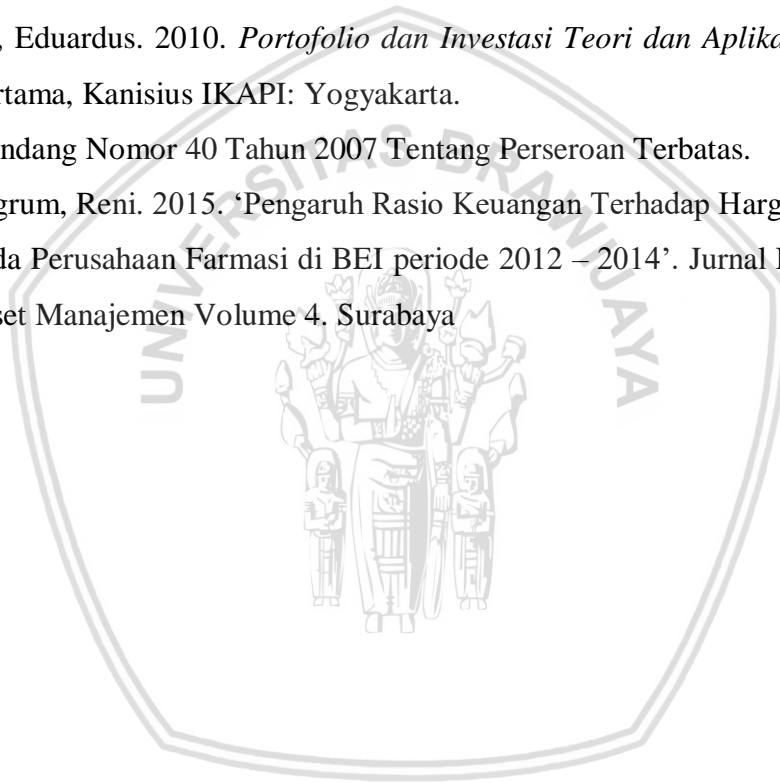 , Eduardus. 2010. Portofolio dan Investasi Teori dan Aplika
rtama, Kanisius IKAPI: Yogyakarta.
ndang Nomor 40 Tahun 2007 Tentang Perseroan Terbatas.
grum, Reni. 2015. ‘Pengaruh Rasio Keuangan Terhadap Harg
da Perusahaan Farmasi di BEI periode 2012 – 2014’. Jurnal
set Manajemen Volume 4. Surabaya
UNIVERSITAS BRAWIJAYA